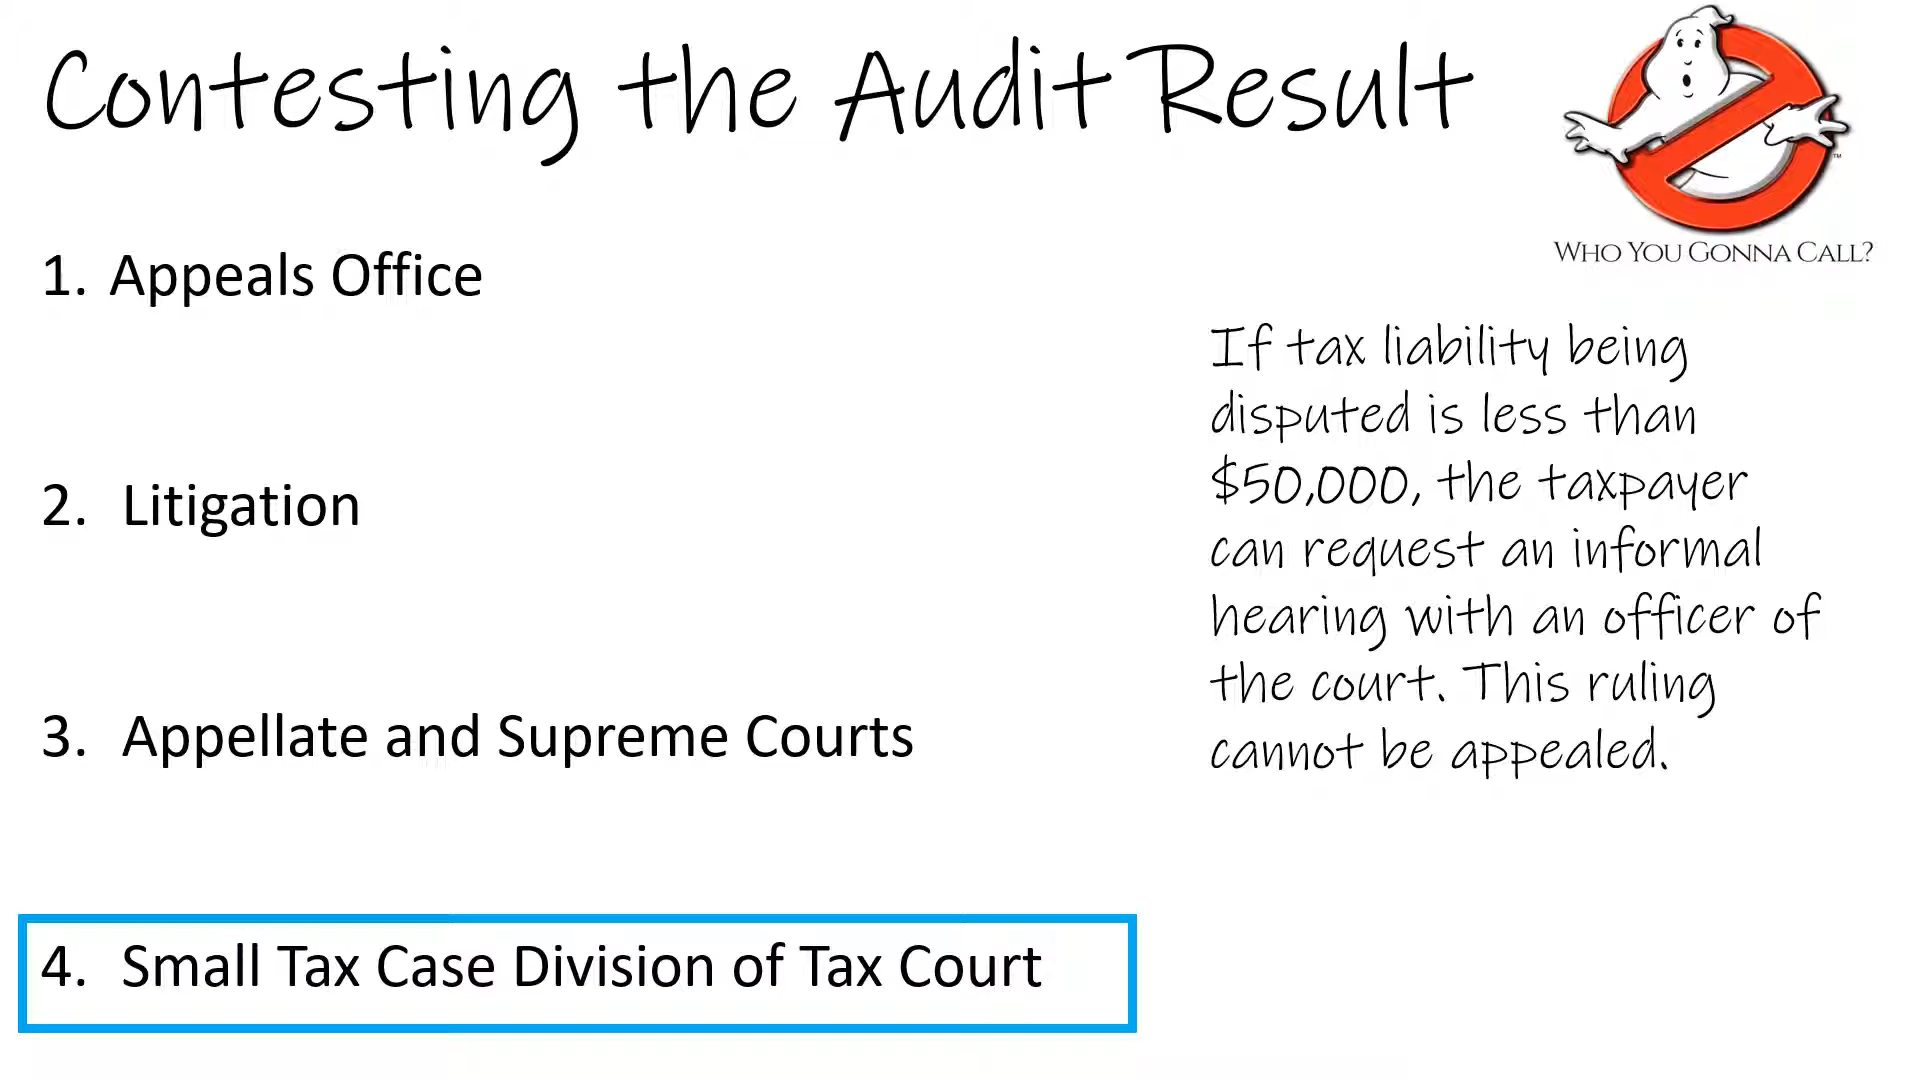 Contesting the Audit Result
TM
WHO YOU GONNA CALL?
1. Appeals Office
If tax liability being
disputed is less than
$50,000, the taxpayer
can request an informal
hearing with an officer of
the court. This ruling
cannot be appealed.
2. Litigation
3. Appellate and Supreme Courts
4. Small Tax Case Division of Tax Court